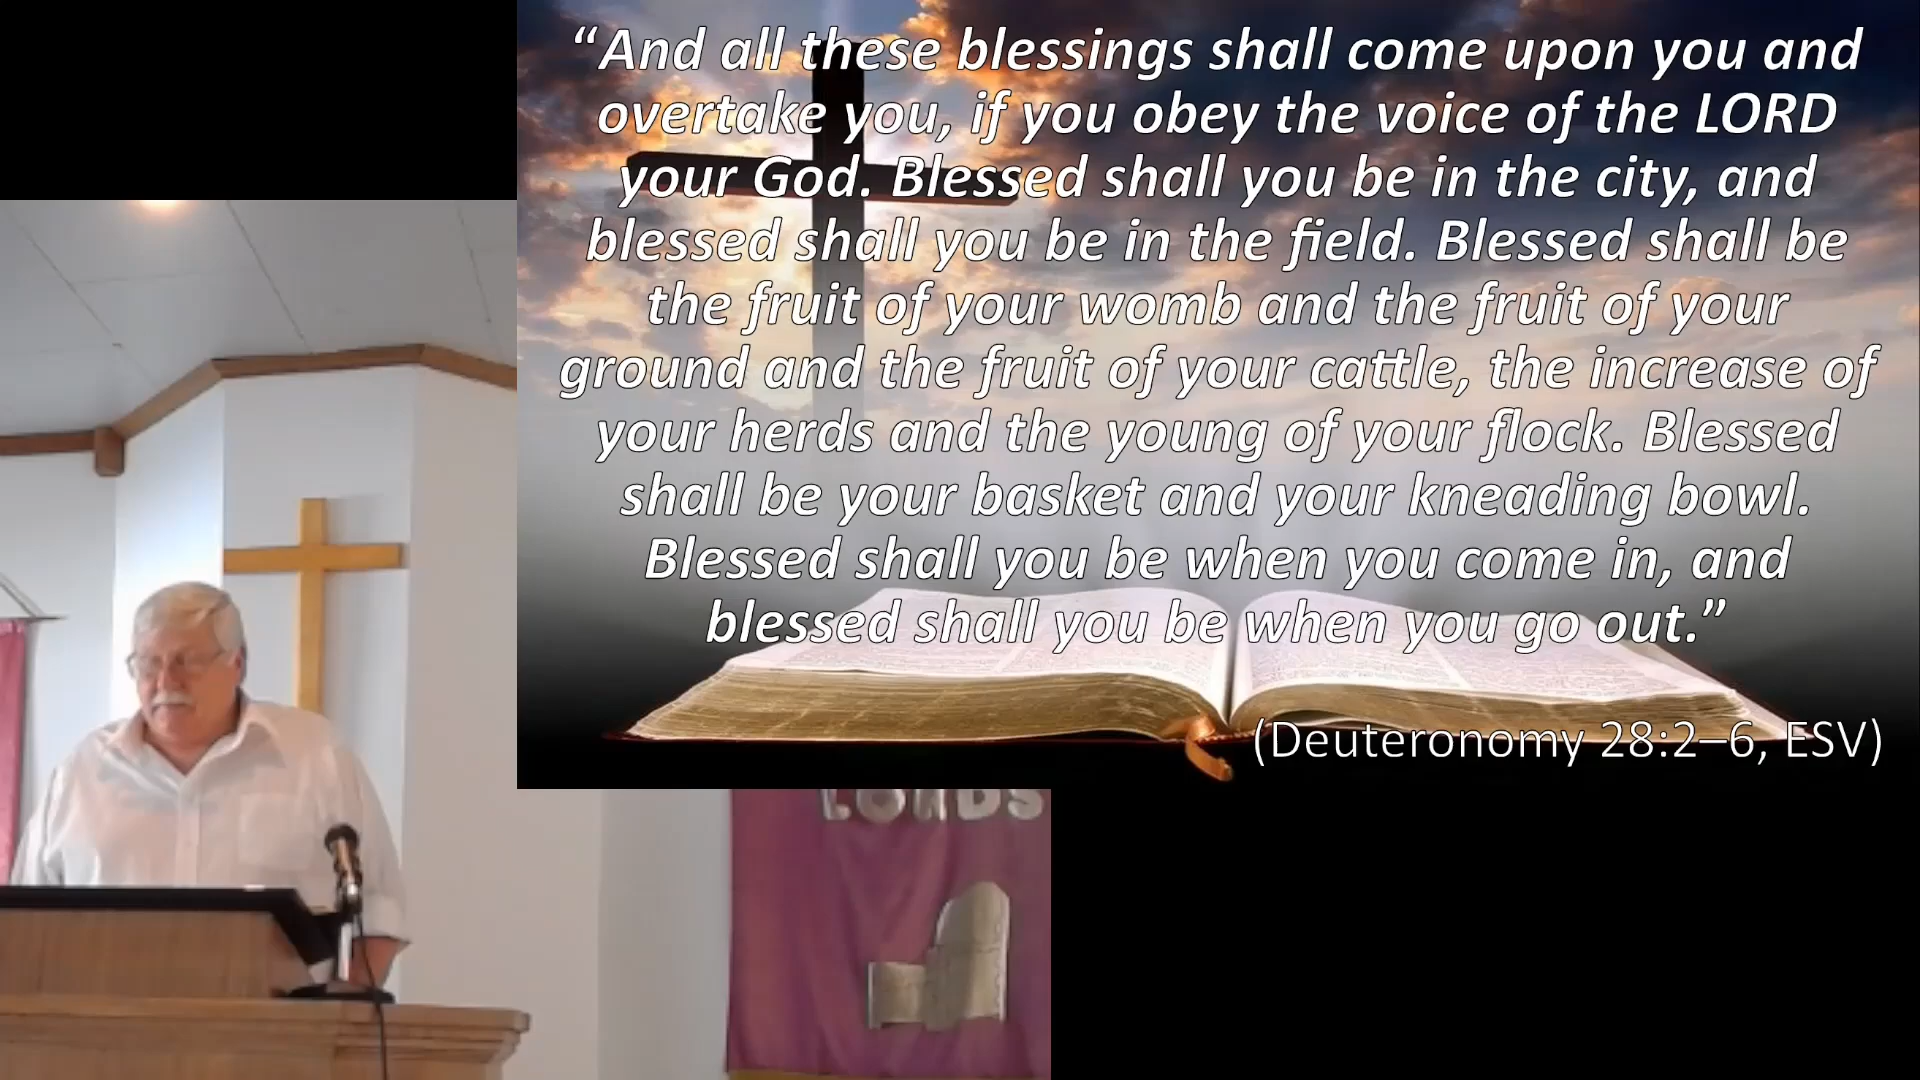 “And all these blessings shall come upon you and
overtake you, if you obey the voice of the LORD
your God. Blessed shall you be in the city, and
blessed shall you be in the field. Blessed shall be
the fruit of your womb and the fruit of your
ground and the fruit of your cattle, the increase of
your herds and the young of your flock. Blessed
shall be your basket and your kneading bowl.
Blessed shall you be when you come in, and
blessed shall you be when you go out.”
(Deuteronomy 28:2–6, ESV)
LORDS